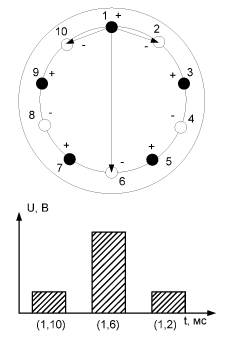 1 +
10 - - 2
9 + + 3
8 - - 4
+ - +
7 6 5
U, В
t, мс
(1,10) (1,6) (1,2)